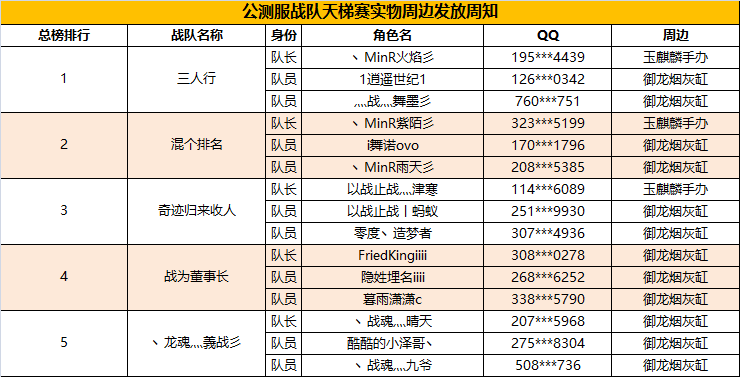 公测服战队天梯赛实物周边发放周知
总榜排行 战队名称 身份 角色名 QQ 周边
1 三人行 队长 丶MinR火焰彡 195***4439 玉麒麟手办
队员 1逍遥世纪1 126***0342 御龙烟灰缸
队员 灬战灬舞墨彡 760***751 御龙烟灰缸
2 混个排名 队长 丶MinR紫陌彡 323***5199 玉麒麟手办
队员 i舞诺ovo 170***1796 御龙烟灰缸
队员 丶MinR雨天彡 208***5385 御龙烟灰缸
3 奇迹归来收人 队长 以战止战灬津寒 114***6089 玉麒麟手办
队员 以战止战丨蚂蚁 251***9930 御龙烟灰缸
队员 零度丶造梦者 307***4936 御龙烟灰缸
4 战为董事长 队长 FriedKingiiii 308***0278 御龙烟灰缸
队员 隐姓埋名iiii 268***6252 御龙烟灰缸
队员 暮雨潇潇c 338***5790 御龙烟灰缸
5 丶龙魂灬義战彡 队长 丶战魂灬晴天 207***5968 御龙烟灰缸
队员 酷酷的小泽哥丶 275***8304 御龙烟灰缸
队员 丶战魂灬九爷 508***736 御龙烟灰缸